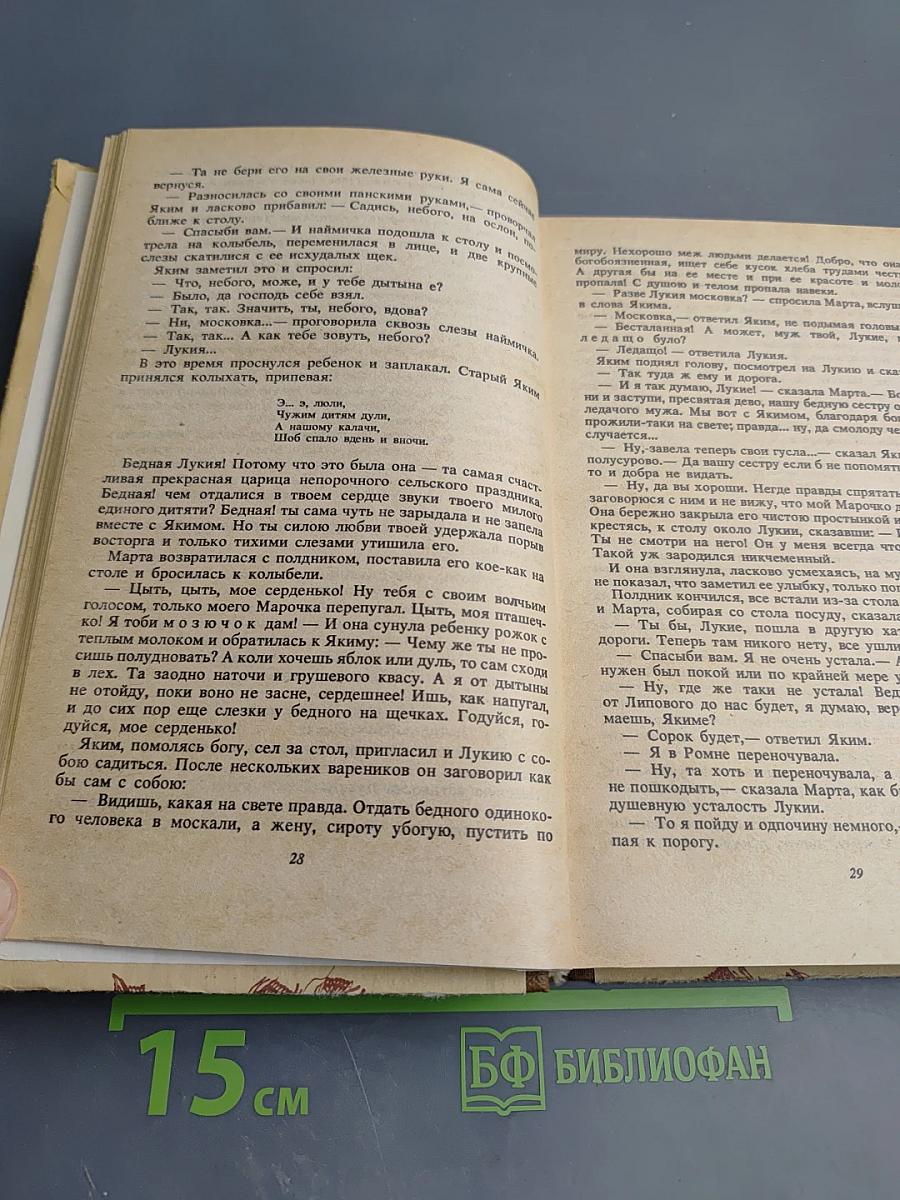 — Та не бери его на свои железные руки. Я сама сейчас
вернуся.
— Разносилась со своими панскими руками,— проворчал
Яким и ласково прибавил: — Садись, небого, на ослон, по-
ближе к столу.
— Спасыби вам.— И наймичка подошла к столу и посмо-
трела на колыбель, переменилася в лице, и две крупные
слезы скатилися с ее исхудалых щек.
Яким заметил это и спросил:
— Что, небого, може, и у тебе дытына е?
— Было, да господь себе взял.
— Так, так. Значить, ты, небого, вдова?
— Ни, московка...— проговорила сквозь слезы наймичка.
— Так, так... А как тебе зовуть, небого?
— Лукия...
В это время проснулся ребенок и заплакал. Старый Яким
принялся колыхать, припевая:
Э... э, люли,
Чужим дитям дули,
А нашому калачи,
Шоб спало вдень и вночи.
Бедная Лукия! Потому что это была она — та самая счаст-
ливая прекрасная царица непорочного сельского праздника.
Бедная! чем отдалися в твоем сердце звуки твоего милого
единого дитяти? Бедная! ты сама чуть не зарыдала и не запела
вместе с Якимом. Но ты силою любви твоей удержала порыв
восторга и только тихими слезами утишила его.
Марта возвратилася с полдником, поставила его кое-как на
столе и бросилась к колыбели.
— Цыть, цыть, мое серденько! Ну тебя с своим волчьим
голосом, только моего Марочка перепугал. Цыть, моя пташеч-
ко! Я тоби мозючок дам! — И она сунула ребенку рожок с
теплым молоком и обратилась к Якиму: — Чему же ты не про-
сишь полудновать? А коли хочешь яблок или дуль, то сам сходи
в лех. Та заодно наточи и грушевого квасу. А я от дытыны
не отойду, поки воно не засне, сердешнее! Ишь, как напугал,
и до сих пор еще слезки у бедного на щечках. Годуйся, го-
дуйся, мое серденько!
Яким, помолясь богу, сел за стол, пригласил и Лукию с со-
бою садиться. После нескольких вареников он заговорил как
бы сам с собою:
— Видишь, какая на свете правда. Отдать бедного одиноко-
го человека в москали, а жену, сироту убогую, пустить по
28
миру. Нехорошо меж людьми делается! Добро, что она
богобоязненная, ищет себе кусок хлеба трудами
А другая бы на ее месте и при ее красоте и
пропала! С душою и телом пропала навеки.
— Разве Лукия московка? — спросила Марта,
в слова Якима.
— Московка,— ответил Яким, не подымая головы
— Бесталанная! А может, муж твой, Лукие,
ледащо було?
— Ледащо! — ответила Лукия.
Яким поднял голову, посмотрел на Лукию и
— Так туда ж ему и дорога.
— И я так думаю, Лукие! — сказала Марта.—
ни и заступи, пресвятая дево, нашу бедную сестру
ледачого мужа. Мы вот с Якимом, благодаря
прожили-таки на свете; правда... ну, да смолоду
случается...
— Ну,·завела теперь свои гусла...— сказал
полусурово.— Да вашу сестру если б не
то и добра не видать.
— Ну, да вы хороши. Негде правды спрятать
заговорюся с ним и не вижу, что мой Марочко
Она бережно закрыла его чистою простынкой и
крестясь, к столу около Лукии, сказавши: —
Ты не смотри на него! Он у меня всегда
Такой уж зародился никчеменный.
И она взглянула, ласково усмехаясь, на
не показал, что заметил ее улыбку, только
Полдник кончился, все встали из-за стола
и Марта, собирая со стола посуду, сказала
— Ты бы, Лукие, пошла в другую
дороги. Теперь там никого нету, все
— Спасыби вам. Я не очень устала.—
нужен был покой или по крайней мере
— Ну, где же таки не устала!
от Липового до нас будет, я думаю,
маешь, Якиме?
— Сорок будет,— ответил Яким.
— Я в Ромне переночувала.
— Ну, та хоть и переночувала, а
не пошкодыть,— сказала Марта, как
душевную усталость Лукии.
— То я пойду и одпочину немного,
пая к порогу.
29
15 см
БФ БИБЛИОФАН